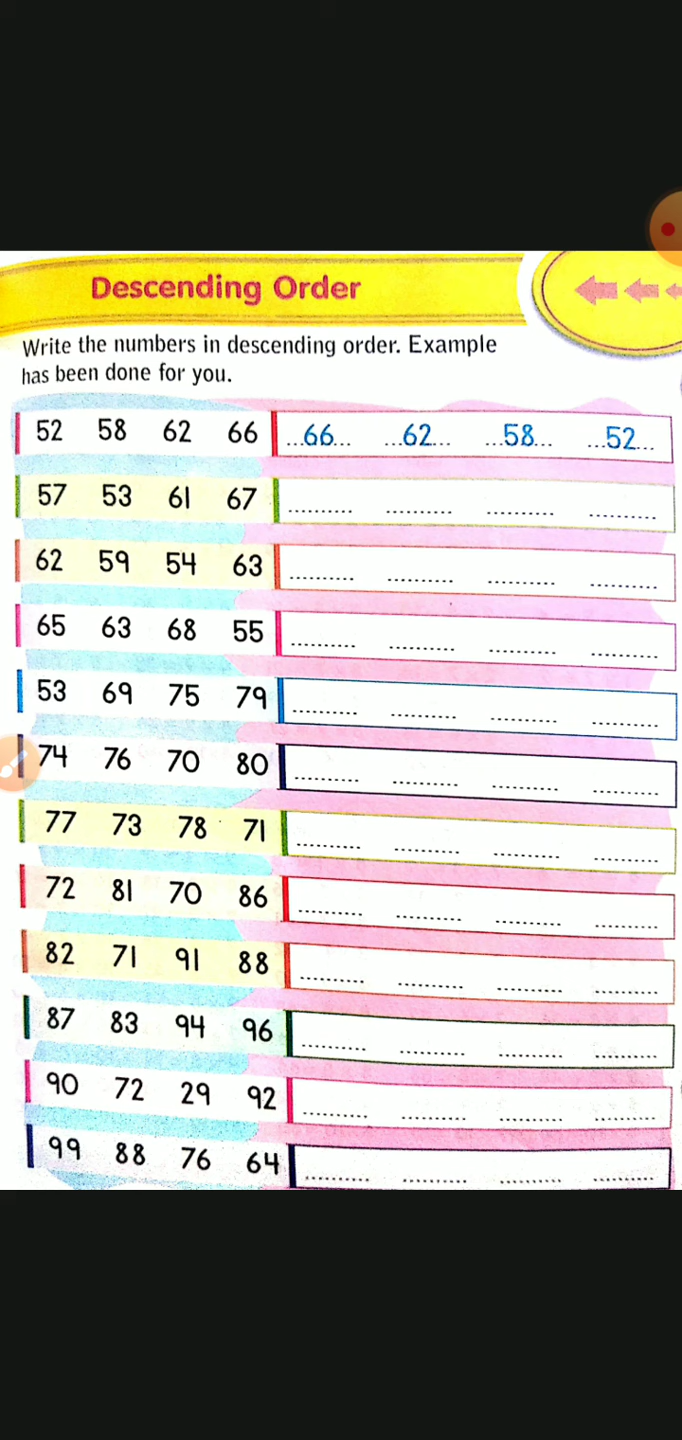 Descending Order
Write the numbers in descending order. Example
has been done for you.
52 58 62 66 ...66... ...62... ...58... ...52...
57 53 61 67 .......... .......... .......... ..........
62 59 54 63 .......... .......... .......... ..........
65 63 68 55 .......... .......... .......... ..........
53 69 75 79 .......... .......... .......... ..........
74 76 70 80 .......... .......... .......... ..........
77 73 78 71 .......... .......... .......... ..........
72 81 70 86 .......... .......... .......... ..........
82 71 91 88 .......... .......... .......... ..........
87 83 94 96 .......... .......... .......... ..........
90 72 29 92 .......... .......... .......... ..........
99 88 76 64 .......... .......... .......... ..........